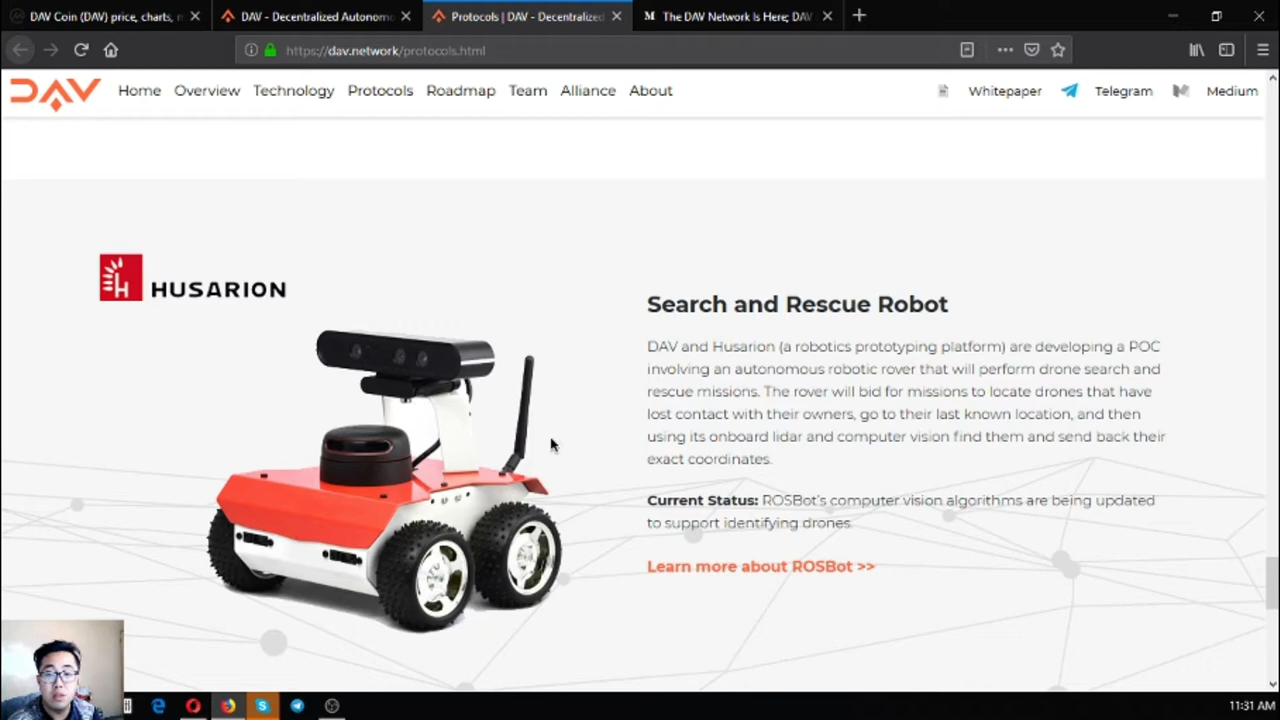 DAV Coin (DAV) price, charts, m
DAV - Decentralized Autonomo
Protocols | DAV - Decentralized
M The DAV Network Is Here; DAV
https://dav.network/protocols.html
DAV
Home Overview Technology Protocols Roadmap Team Alliance About
Whitepaper Telegram Medium
H HUSARION
Search and Rescue Robot
DAV and Husarion (a robotics prototyping platform) are developing a POC
involving an autonomous robotic rover that will perform drone search and
rescue missions. The rover will bid for missions to locate drones that have
lost contact with their owners, go to their last known location, and then
using its onboard lidar and computer vision find them and send back their
exact coordinates.
Current Status: ROSBot's computer vision algorithms are being updated
to support identifying drones.
Learn more about ROSBot >>
11:31 AM